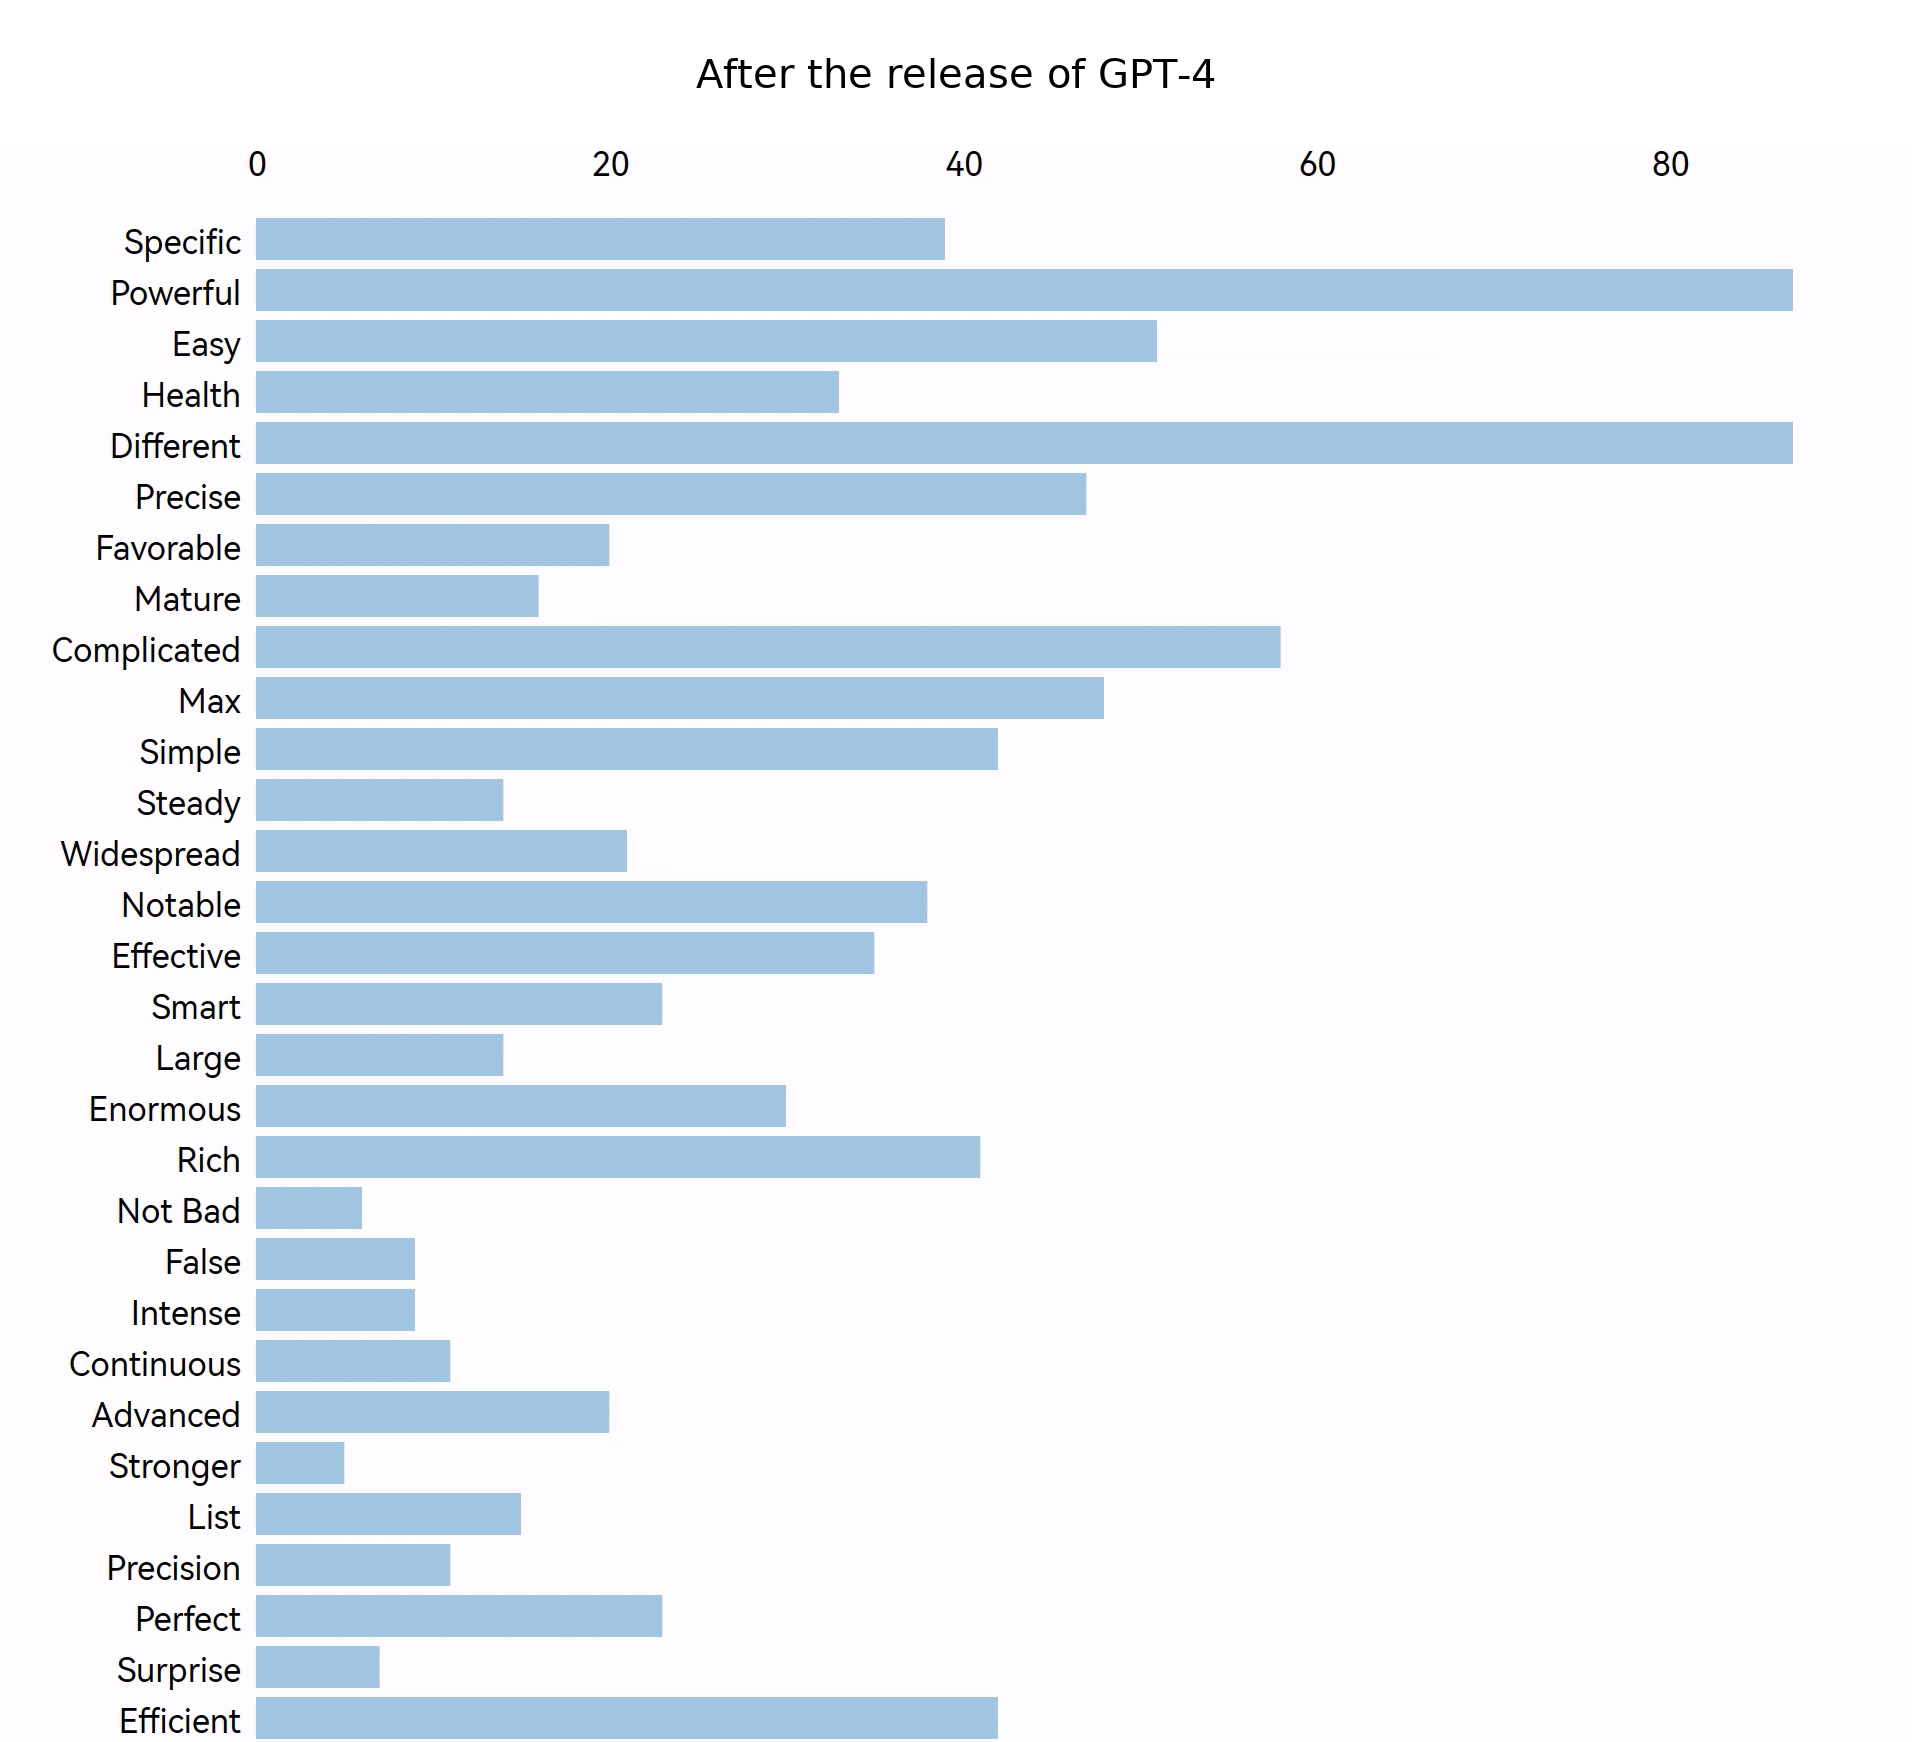 After the release of GPT-4
0 20 40 60 80
Specific
Powerful
Easy
Health
Different
Precise
Favorable
Mature
Complicated
Max
Simple
Steady
Widespread
Notable
Effective
Smart
Large
Enormous
Rich
Not Bad
False
Intense
Continuous
Advanced
Stronger
List
Precision
Perfect
Surprise
Efficient